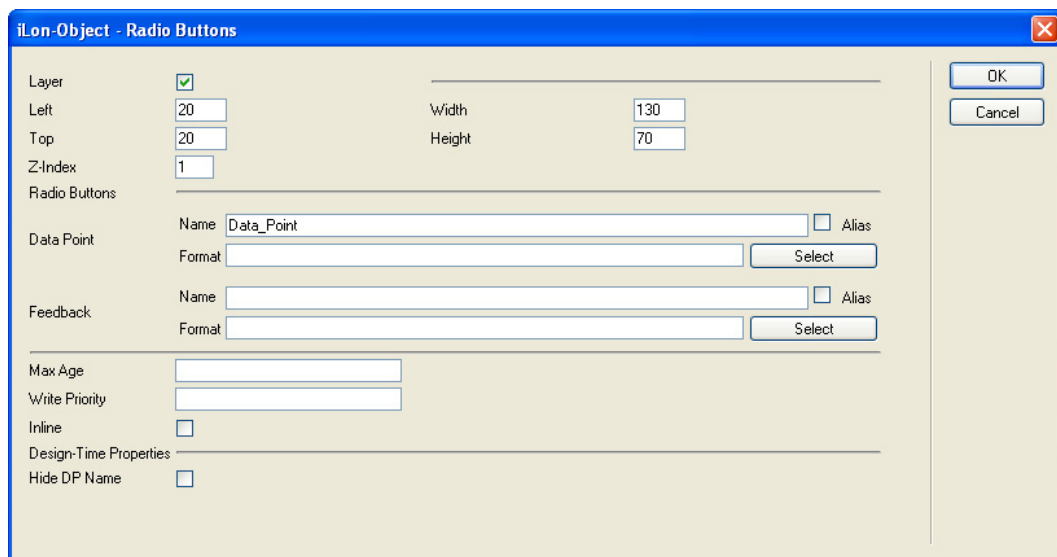 iLon-Object - Radio Buttons
Layer
OK
Left 20 Width 130
Cancel
Top 20 Height 70
Z-Index 1
Radio Buttons
Data Point
Name Data_Point Alias
Format Select
Feedback
Name Alias
Format Select
Max Age
Write Priority
Inline
Design-Time Properties
Hide DP Name